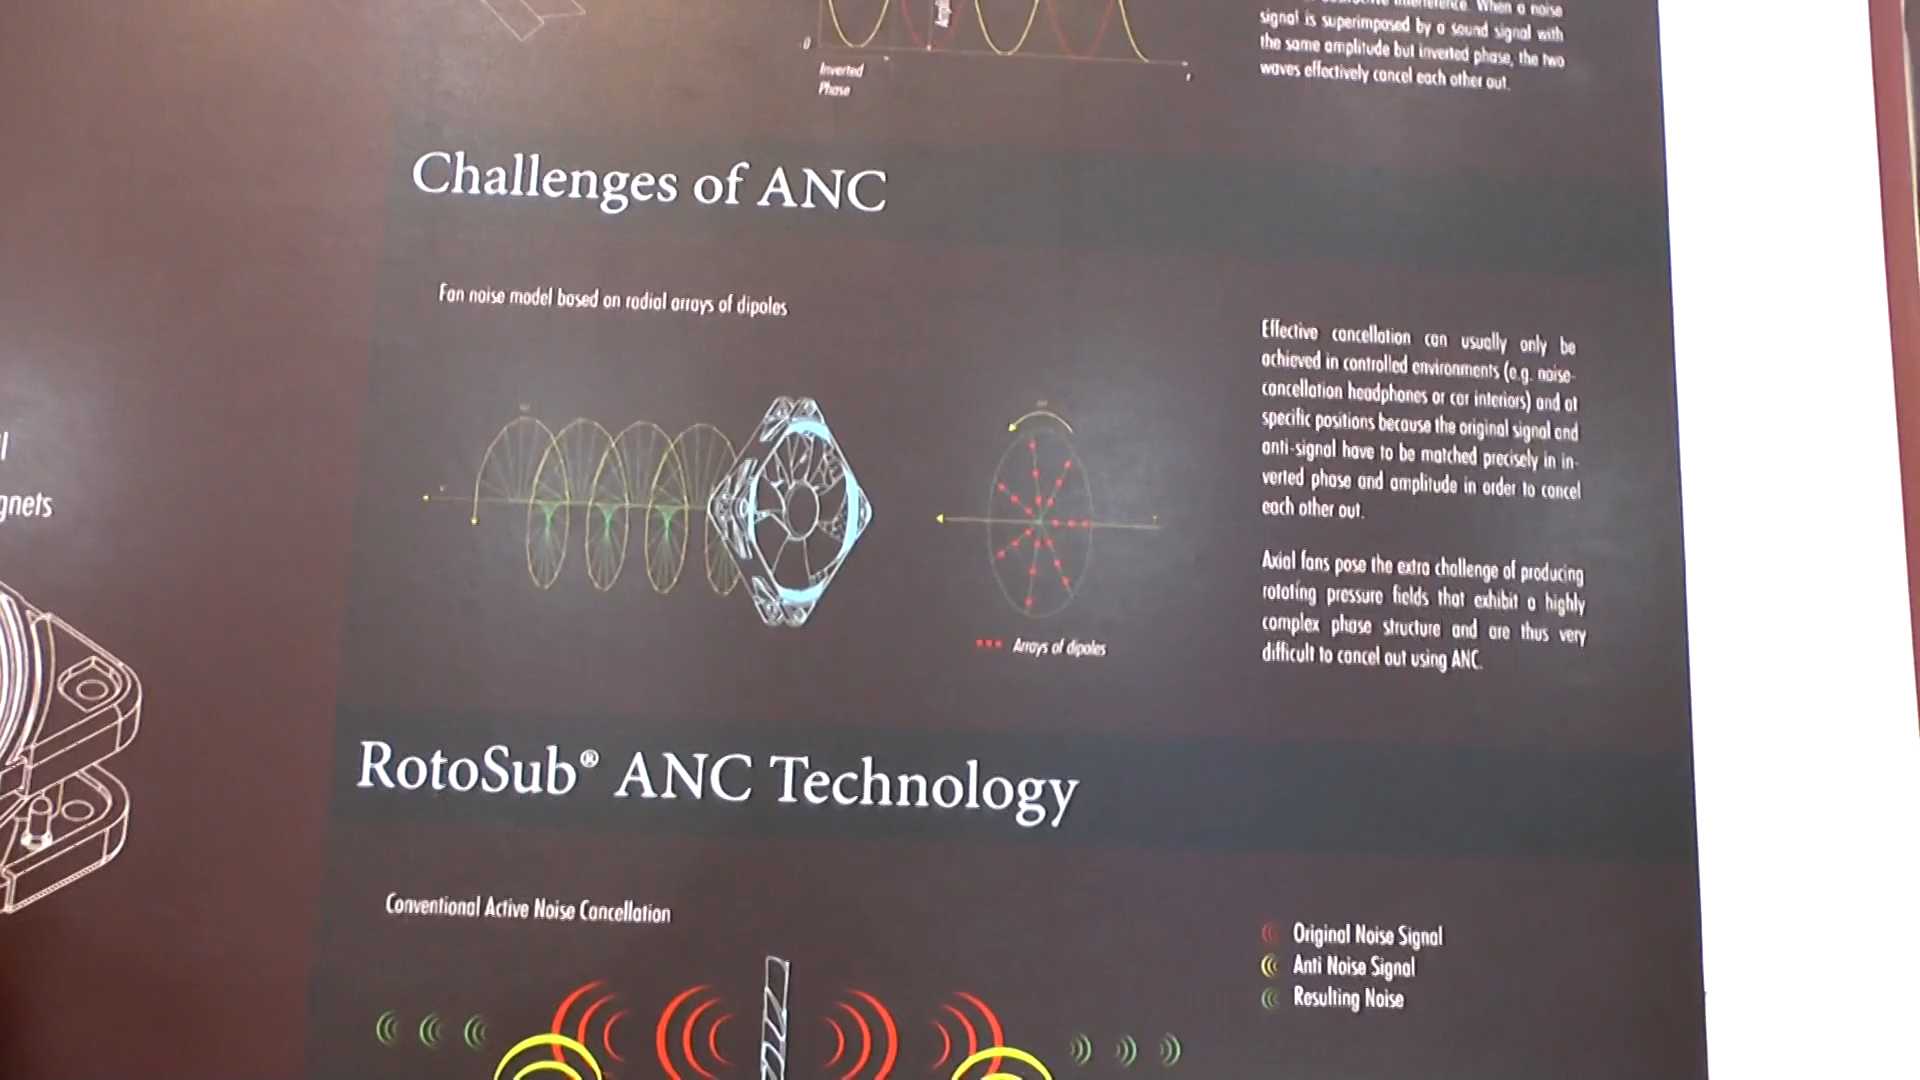 0
Inverted
Phase
t
interference. When a noise
signal is superimposed by a sound signal with
the same amplitude but inverted phase, the two
waves effectively cancel each other out.
Challenges of ANC
Fan noise model based on radial arrays of dipoles
Arrays of dipoles
Effective cancellation can usually only be
achieved in controlled environments (e.g. noise-
cancellation headphones or car interiors) and at
specific positions because the original signal and
anti-signal have to be matched precisely in in-
verted phase and amplitude in order to cancel
each other out.
Axial fans pose the extra challenge of producing
rotating pressure fields that exhibit a highly
complex phase structure and are thus very
difficult to cancel out using ANC.
gnets
RotoSub® ANC Technology
Conventional Active Noise Cancellation
Original Noise Signal
Anti Noise Signal
Resulting Noise